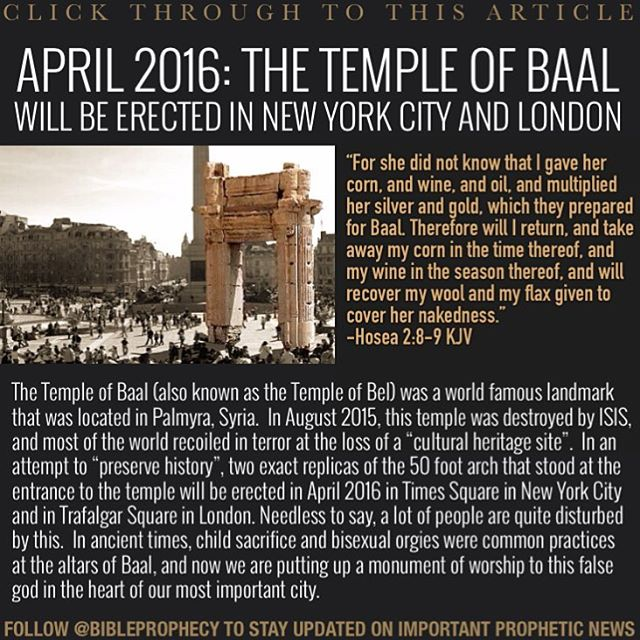 CLICK THROUGH TO THIS ARTICLE
APRIL 2016: THE TEMPLE OF BAAL
WILL BE ERECTED IN NEW YORK CITY AND LONDON
“For she did not know that I gave her
corn, and wine, and oil, and multiplied
her silver and gold, which they prepared
for Baal. Therefore will I return, and take
away my corn in the time thereof, and
my wine in the season thereof, and will
recover my wool and my flax given to
cover her nakedness.”
-Hosea 2:8-9 KJV
The Temple of Baal (also known as the Temple of Bel) was a world famous landmark
that was located in Palmyra, Syria. In August 2015, this temple was destroyed by ISIS,
and most of the world recoiled in terror at the loss of a “cultural heritage site”. In an
attempt to “preserve history”, two exact replicas of the 50 foot arch that stood at the
entrance to the temple will be erected in April 2016 in Times Square in New York City
and in Trafalgar Square in London. Needless to say, a lot of people are quite disturbed
by this. In ancient times, child sacrifice and bisexual orgies were common practices
at the altars of Baal, and now we are putting up a monument of worship to this false
god in the heart of our most important city.
FOLLOW @BIBLEPROPHECY TO STAY UPDATED ON IMPORTANT PROPHETIC NEWS